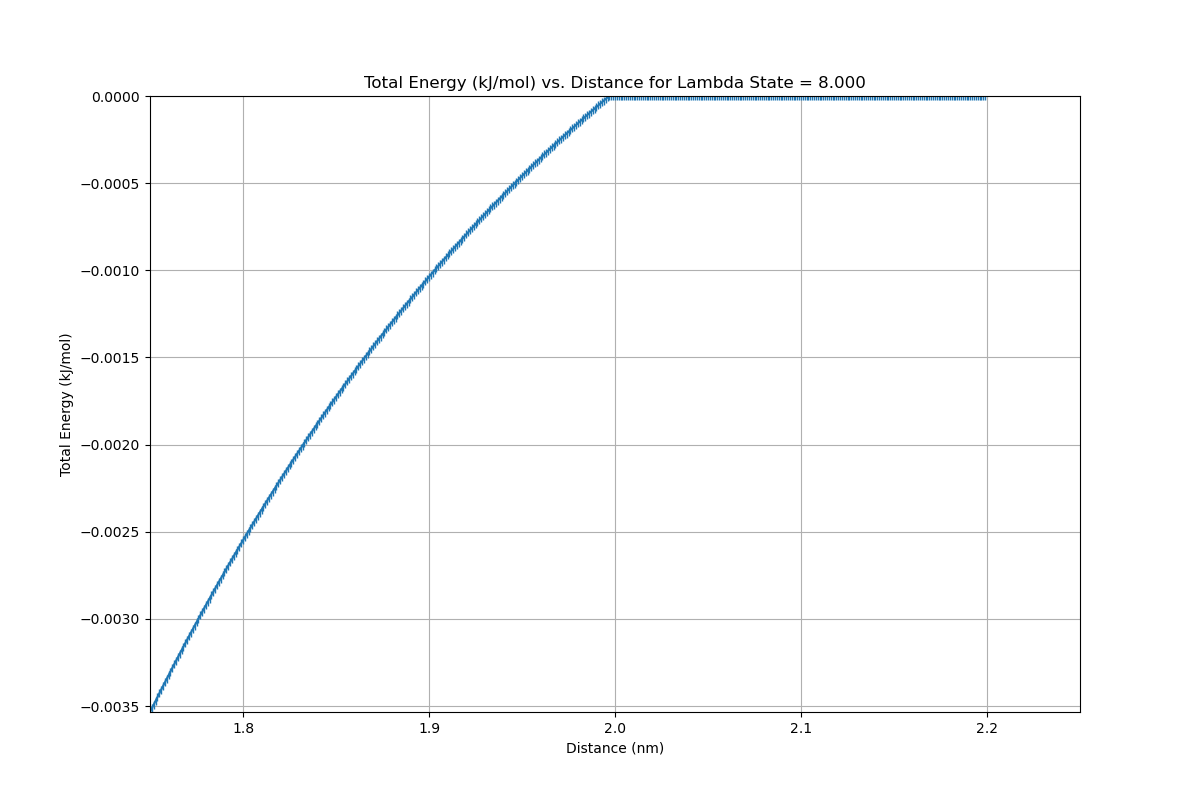 Total Energy (kJ/mol) vs. Distance for Lambda State = 8.000
0.0000
−0.0005
−0.0010
−0.0015
−0.0020
−0.0025
−0.0030
−0.0035
Total Energy (kJ/mol)
1.8 1.9 2.0 2.1 2.2
Distance (nm)